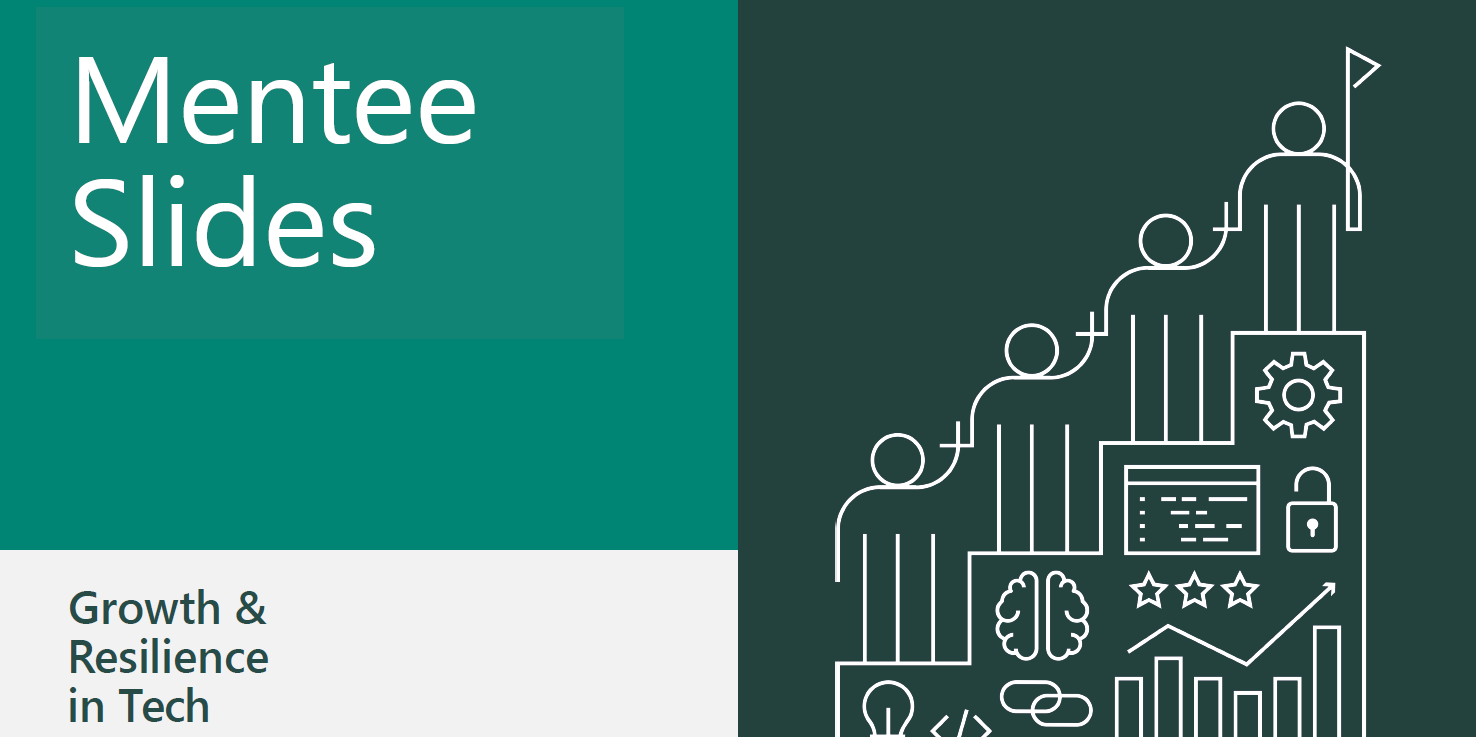 Mentee
Slides
Growth &
Resilience
in Tech